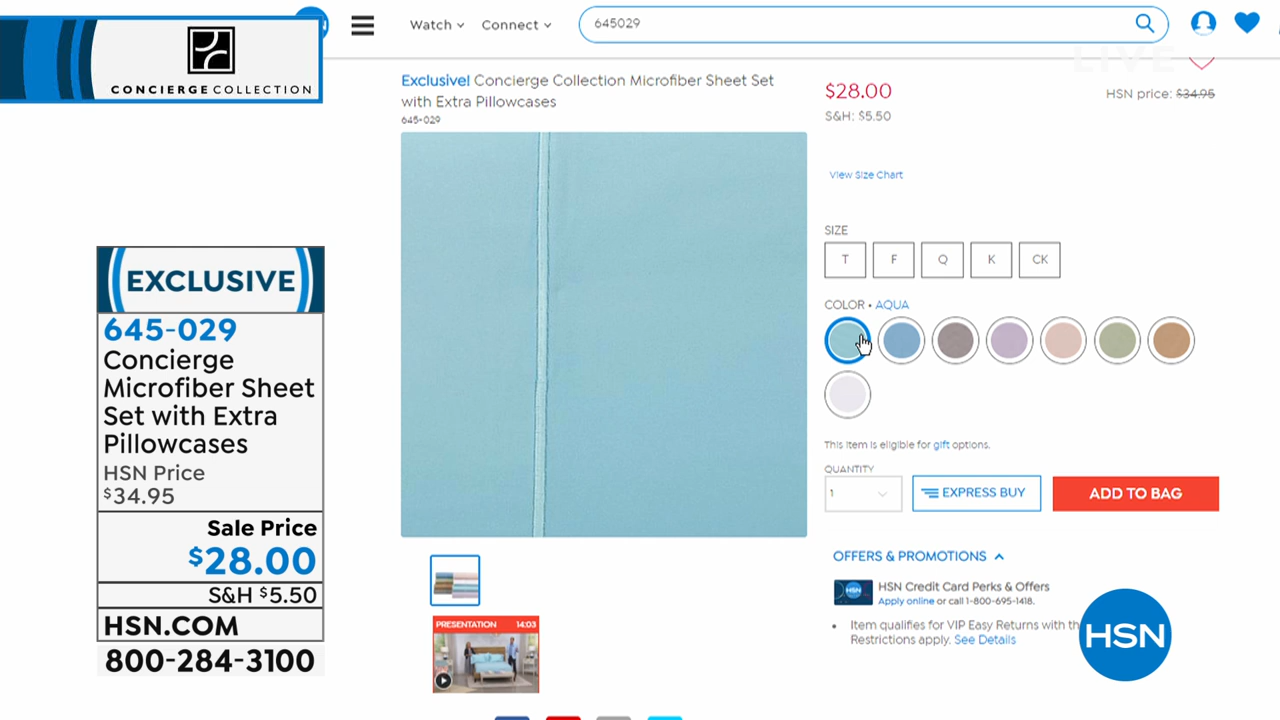 CONCIERGE COLLECTION
Watch
Connect
645029
LIVE
Exclusive! Concierge Collection Microfiber Sheet Set
with Extra Pillowcases
645-029
$28.00
HSN price: $34.95
S&H: $5.50
View Size Chart
SIZE
T
F
Q
K
CK
COLOR • AQUA
This item is eligible for gift options.
QUANTITY
1
EXPRESS BUY
ADD TO BAG
OFFERS & PROMOTIONS
HSN
HSN Credit Card Perks & Offers
Apply online or call 1-800-695-1418.
• Item qualifies for VIP Easy Returns with
Restrictions apply. See Details
HSN
PRESENTATION 14:03
EXCLUSIVE
645-029
Concierge
Microfiber Sheet
Set with Extra
Pillowcases
HSN Price
$34.95
Sale Price
$28.00
S&H $5.50
HSN.COM
800-284-3100